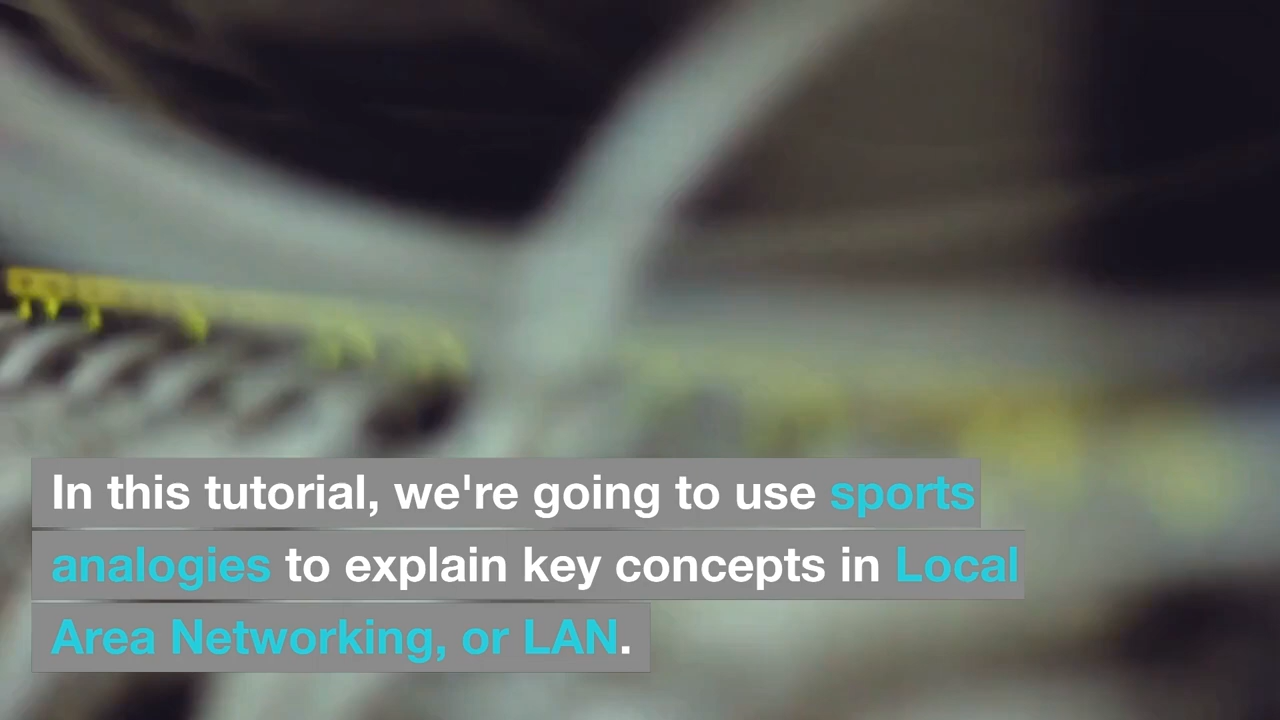 In this tutorial, we're going to use sports
analogies to explain key concepts in Local
Area Networking, or LAN.